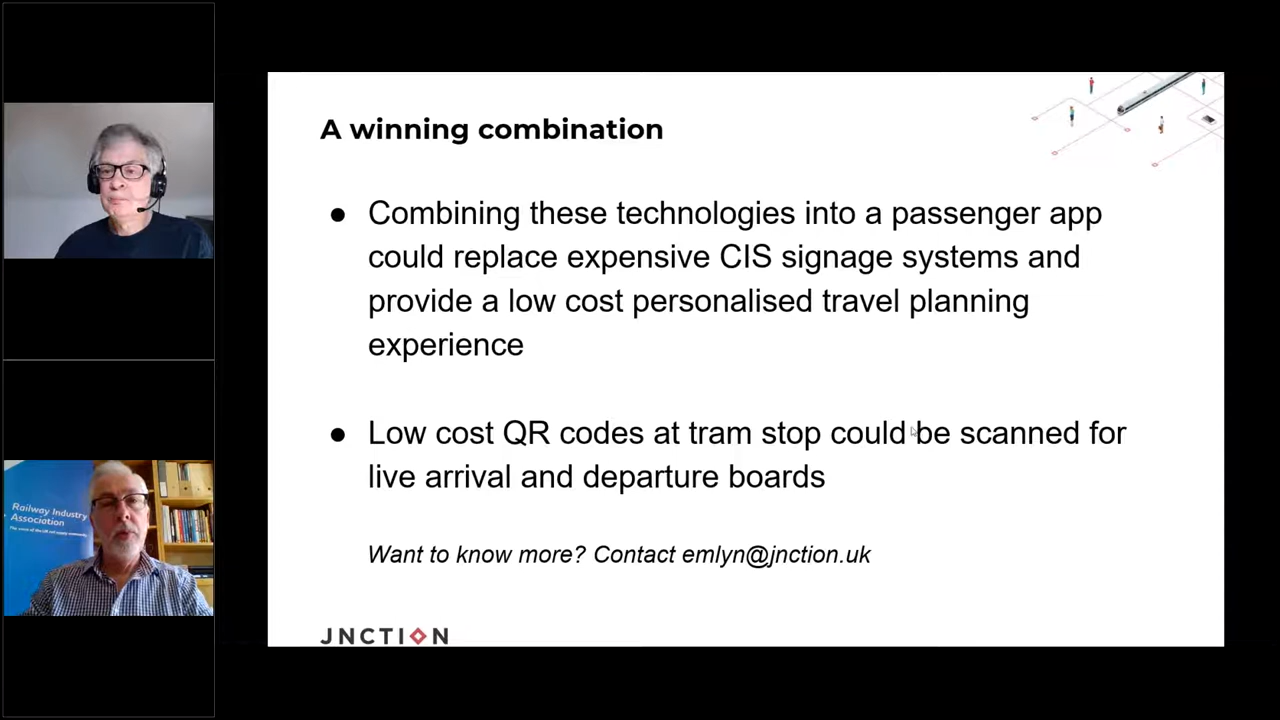 A winning combination
● Combining these technologies into a passenger app
could replace expensive CIS signage systems and
provide a low cost personalised travel planning
experience
● Low cost QR codes at tram stop could be scanned for
live arrival and departure boards
Want to know more? Contact emlyn@jnction.uk
JNCTION
Railway Industry
Association